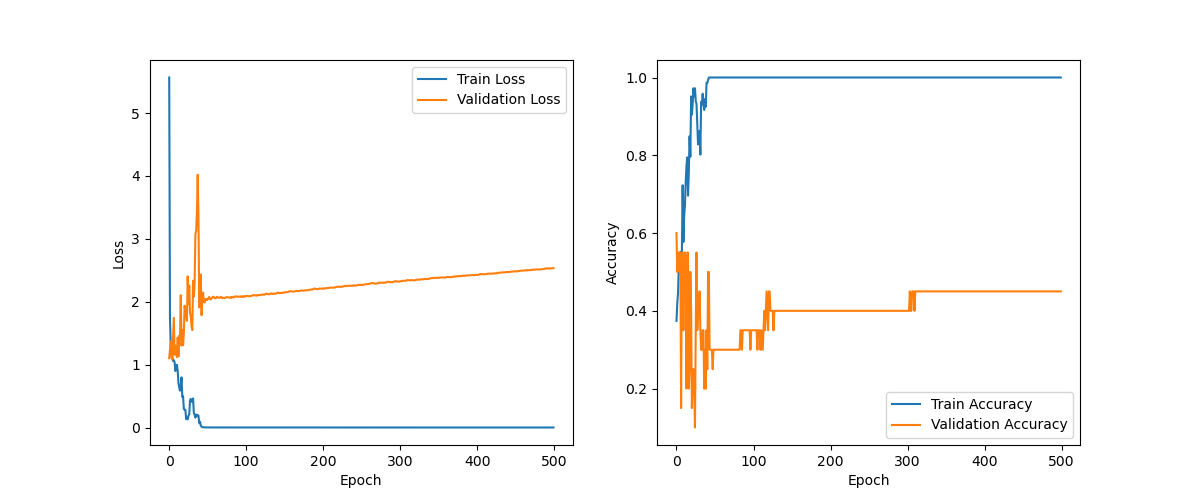 Train Loss
Validation Loss
5
4
3
2
1
0
Loss
0 100 200 300 400 500
Epoch
1.0
0.8
0.6
0.4
0.2
Accuracy
Train Accuracy
Validation Accuracy
0 100 200 300 400 500
Epoch